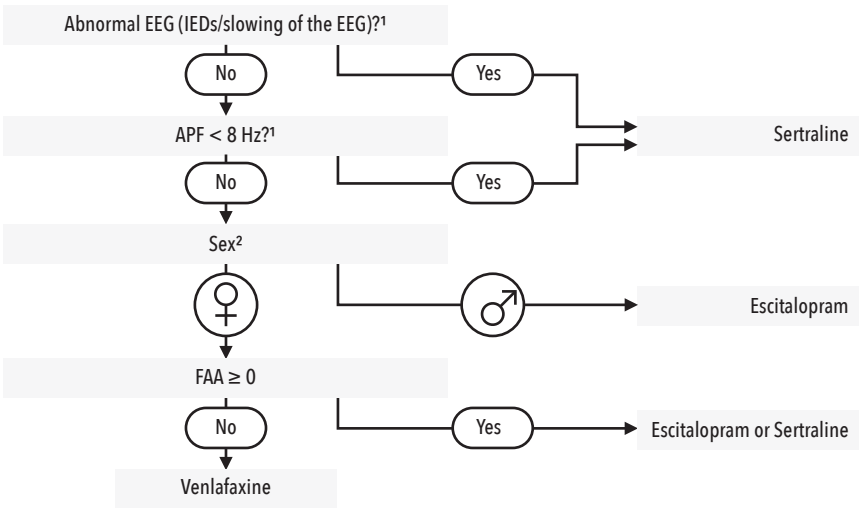 Abnormal EEG (IEDs/slowing of the EEG)?¹
No
Yes
APF < 8 Hz?¹
Sertraline
No
Yes
Sex²
Escitalopram
FAA ≥ 0
No
Yes
Escitalopram or Sertraline
Venlafaxine